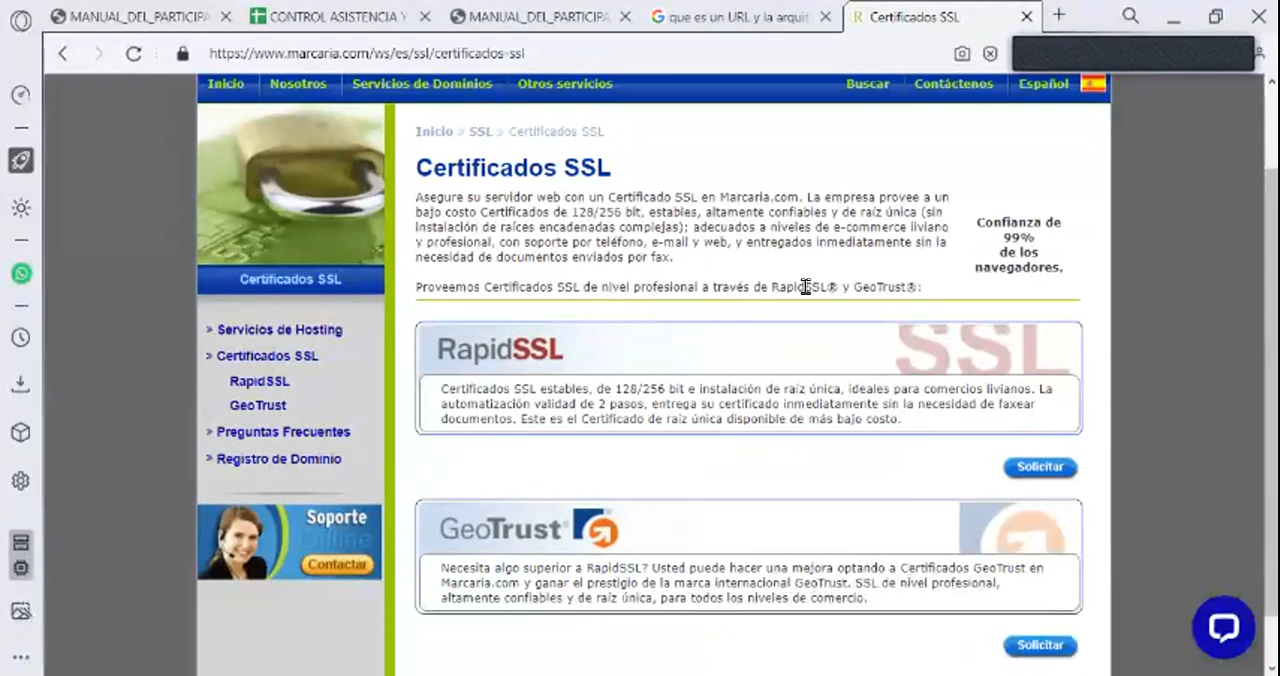 MANUAL_DEL_PARTICIPA
CONTROL ASISTENCIA Y
MANUAL_DEL_PARTICIPA
que es un URL y la arquit
Certificados SSL
https://www.marcaria.com/ws/es/ssl/certificados-ssl
Inicio Nosotros Servicios de Dominios Otros servicios Buscar Contáctenos Español
Certificados SSL
» Servicios de Hosting
» Certificados SSL
RapidSSL
GeoTrust
» Preguntas Frecuentes
» Registro de Dominio
Soporte
Online
Contactar
Inicio > SSL > Certificados SSL
Certificados SSL
Asegure su servidor web con un Certificado SSL en Marcaria.com. La empresa provee a un
bajo costo Certificados de 128/256 bit, estables, altamente confiables y de raíz única (sin
instalación de raíces encadenadas complejas); adecuados a niveles de e-commerce liviano
y profesional, con soporte por teléfono, e-mail y web, y entregados inmediatamente sin la
necesidad de documentos enviados por fax.
Confianza de
99%
de los
navegadores.
Proveemos Certificados SSL de nivel profesional a través de RapidSSL® y GeoTrust®:
RapidSSL
SSL
Certificados SSL estables, de 128/256 bit e instalación de raíz única, ideales para comercios livianos. La
automatización validad de 2 pasos, entrega su certificado inmediatamente sin la necesidad de faxear
documentos. Este es el Certificado de raiz única disponible de más bajo costo.
Solicitar
GeoTrust
Necesita algo superior a RapidSSL? Usted puede hacer una mejora optando a Certificados GeoTrust en
Marcaria.com y ganar el prestigio de la marca internacional GeoTrust. SSL de nivel profesional,
altamente confiables y de raíz única, para todos los niveles de comercio.
Solicitar